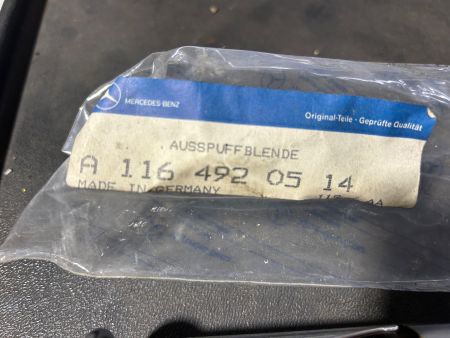 MERCEDES-BENZ
Original-Teile · Geprüfte Qualität
AUSSPUFFBLENDE
A 116 492 05 14
MADE IN GERMANY